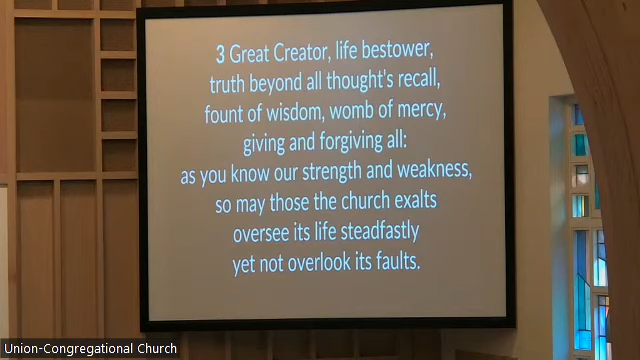 3 Great Creator, life bestower,
truth beyond all thought's recall,
fount of wisdom, womb of mercy,
giving and forgiving all:
as you know our strength and weakness,
so may those the church exalts
oversee its life steadfastly
yet not overlook its faults.
Union-Congregational Church